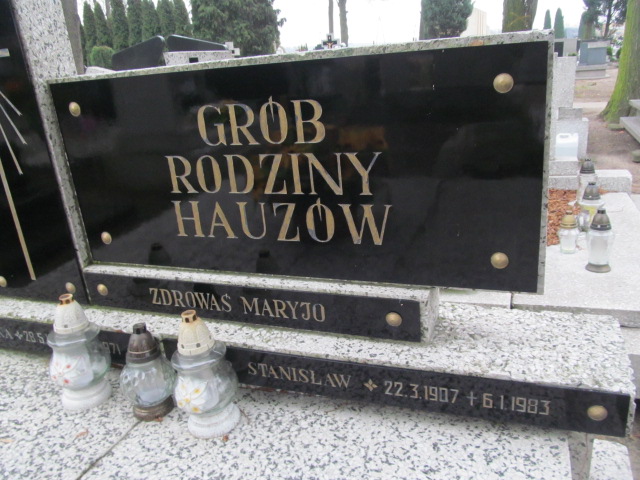 GRÓB
RODZINY
HAUZÓW
ZDROWAŚ MARYJO
STANISŁAW ✧ 22.3.1907 + 6.1.1983